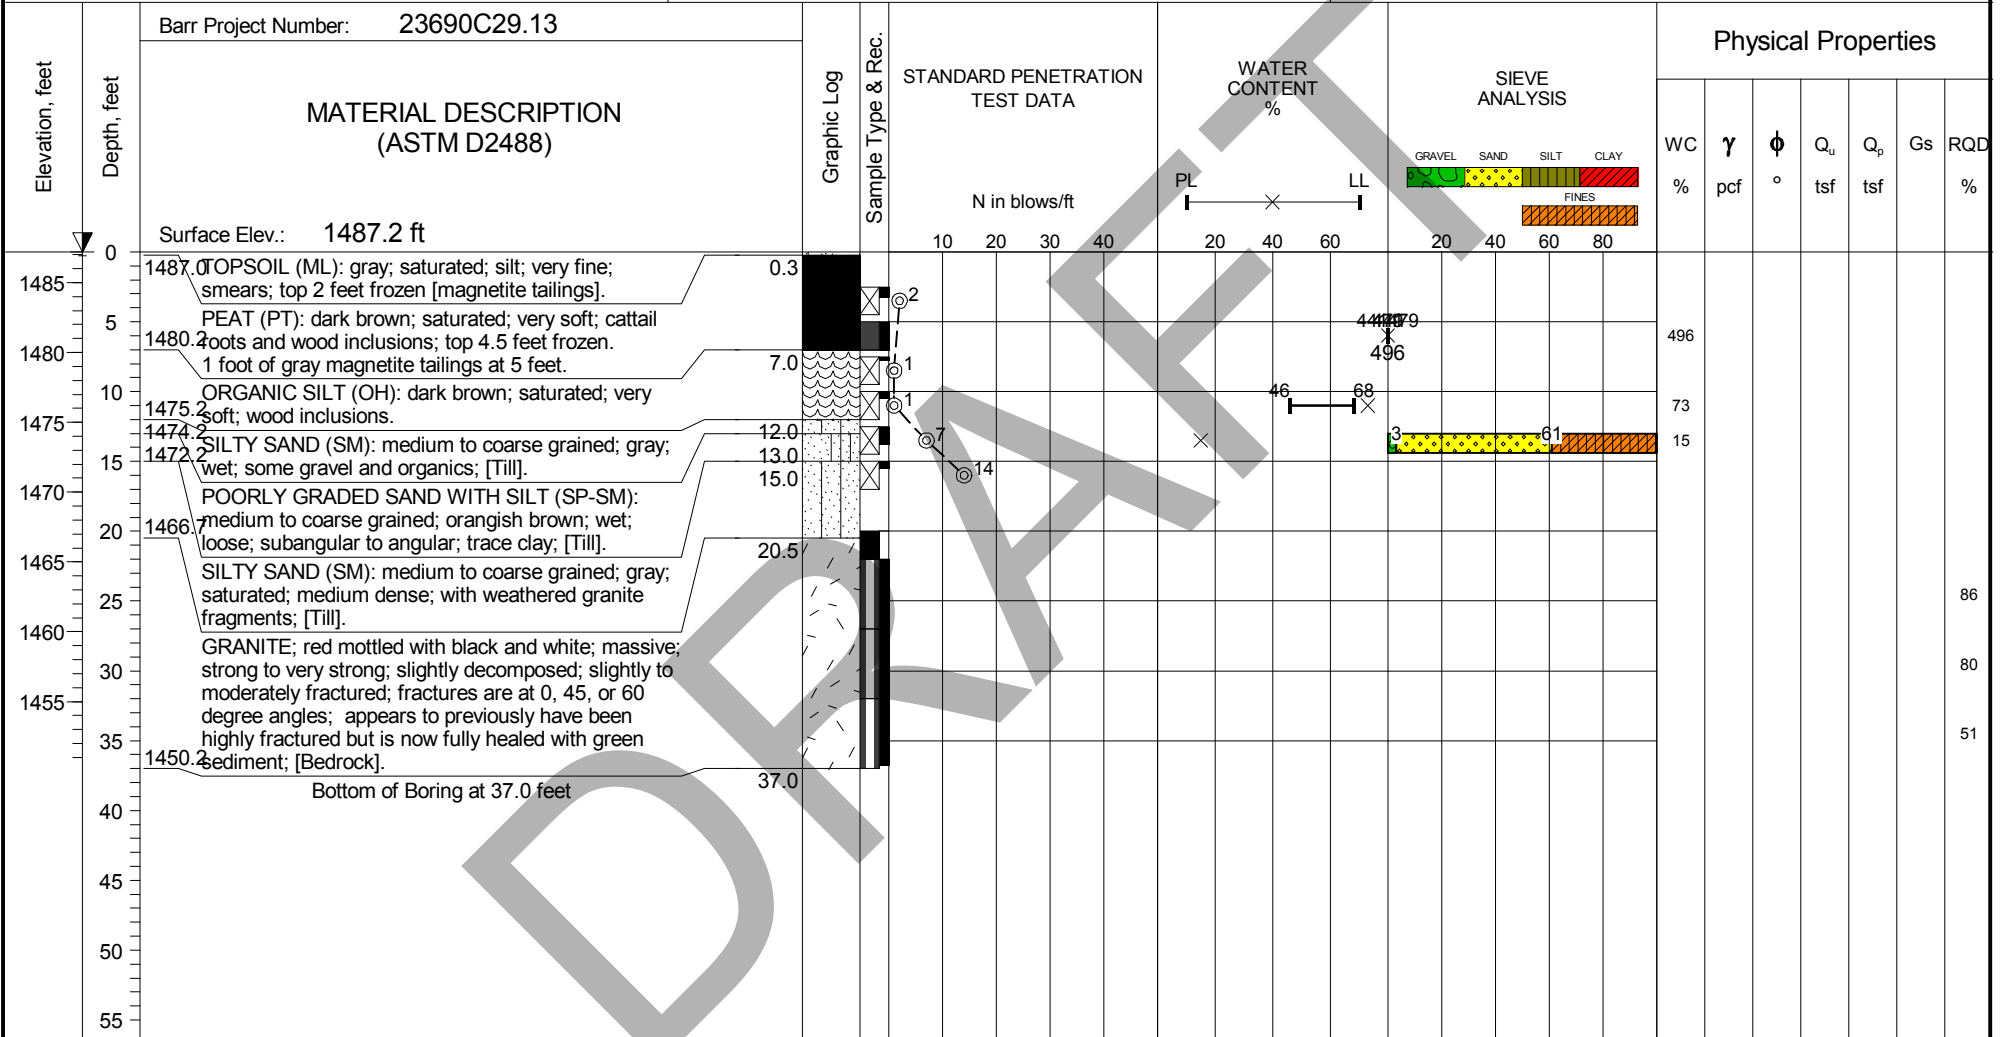 Barr Project Number: 23690C29.13
Elevation, feet
Depth, feet
MATERIAL DESCRIPTION
(ASTM D2488)
Surface Elev.: 1487.2 ft
Graphic Log
Sample Type & Rec.
STANDARD PENETRATION
TEST DATA
N in blows/ft
10 20 30 40
WATER
CONTENT
%
PL LL
20 40 60
SIEVE
ANALYSIS
GRAVEL SAND SILT CLAY
FINES
20 40 60 80
Physical Properties
WC γ ϕ Qu Qp Gs RQD
% pcf ° tsf tsf %
0
5
10
15
20
25
30
35
40
45
50
55
1485
1480
1475
1470
1465
1460
1455
1487.0 TOPSOIL (ML): gray; saturated; silt; very fine; 0.3
smears; top 2 feet frozen [magnetite tailings].
PEAT (PT): dark brown; saturated; very soft; cattail
1480.2 roots and wood inclusions; top 4.5 feet frozen.
1 foot of gray magnetite tailings at 5 feet. 7.0
ORGANIC SILT (OH): dark brown; saturated; very
1475.2 soft; wood inclusions.
12.0
1474.2 SILTY SAND (SM): medium to coarse grained; gray;
1472.2 wet; some gravel and organics; [Till]. 13.0
15.0
POORLY GRADED SAND WITH SILT (SP-SM):
1466.7 medium to coarse grained; orangish brown; wet;
loose; subangular to angular; trace clay; [Till]. 20.5
SILTY SAND (SM): medium to coarse grained; gray;
saturated; medium dense; with weathered granite
fragments; [Till].
GRANITE; red mottled with black and white; massive;
strong to very strong; slightly decomposed; slightly to
moderately fractured; fractures are at 0, 45, or 60
degree angles; appears to previously have been
highly fractured but is now fully healed with green
1450.2 sediment; [Bedrock].
37.0
Bottom of Boring at 37.0 feet
2
1
1
7
14
496
46 68
3 61
496
73
15
86
80
51
DRAFT